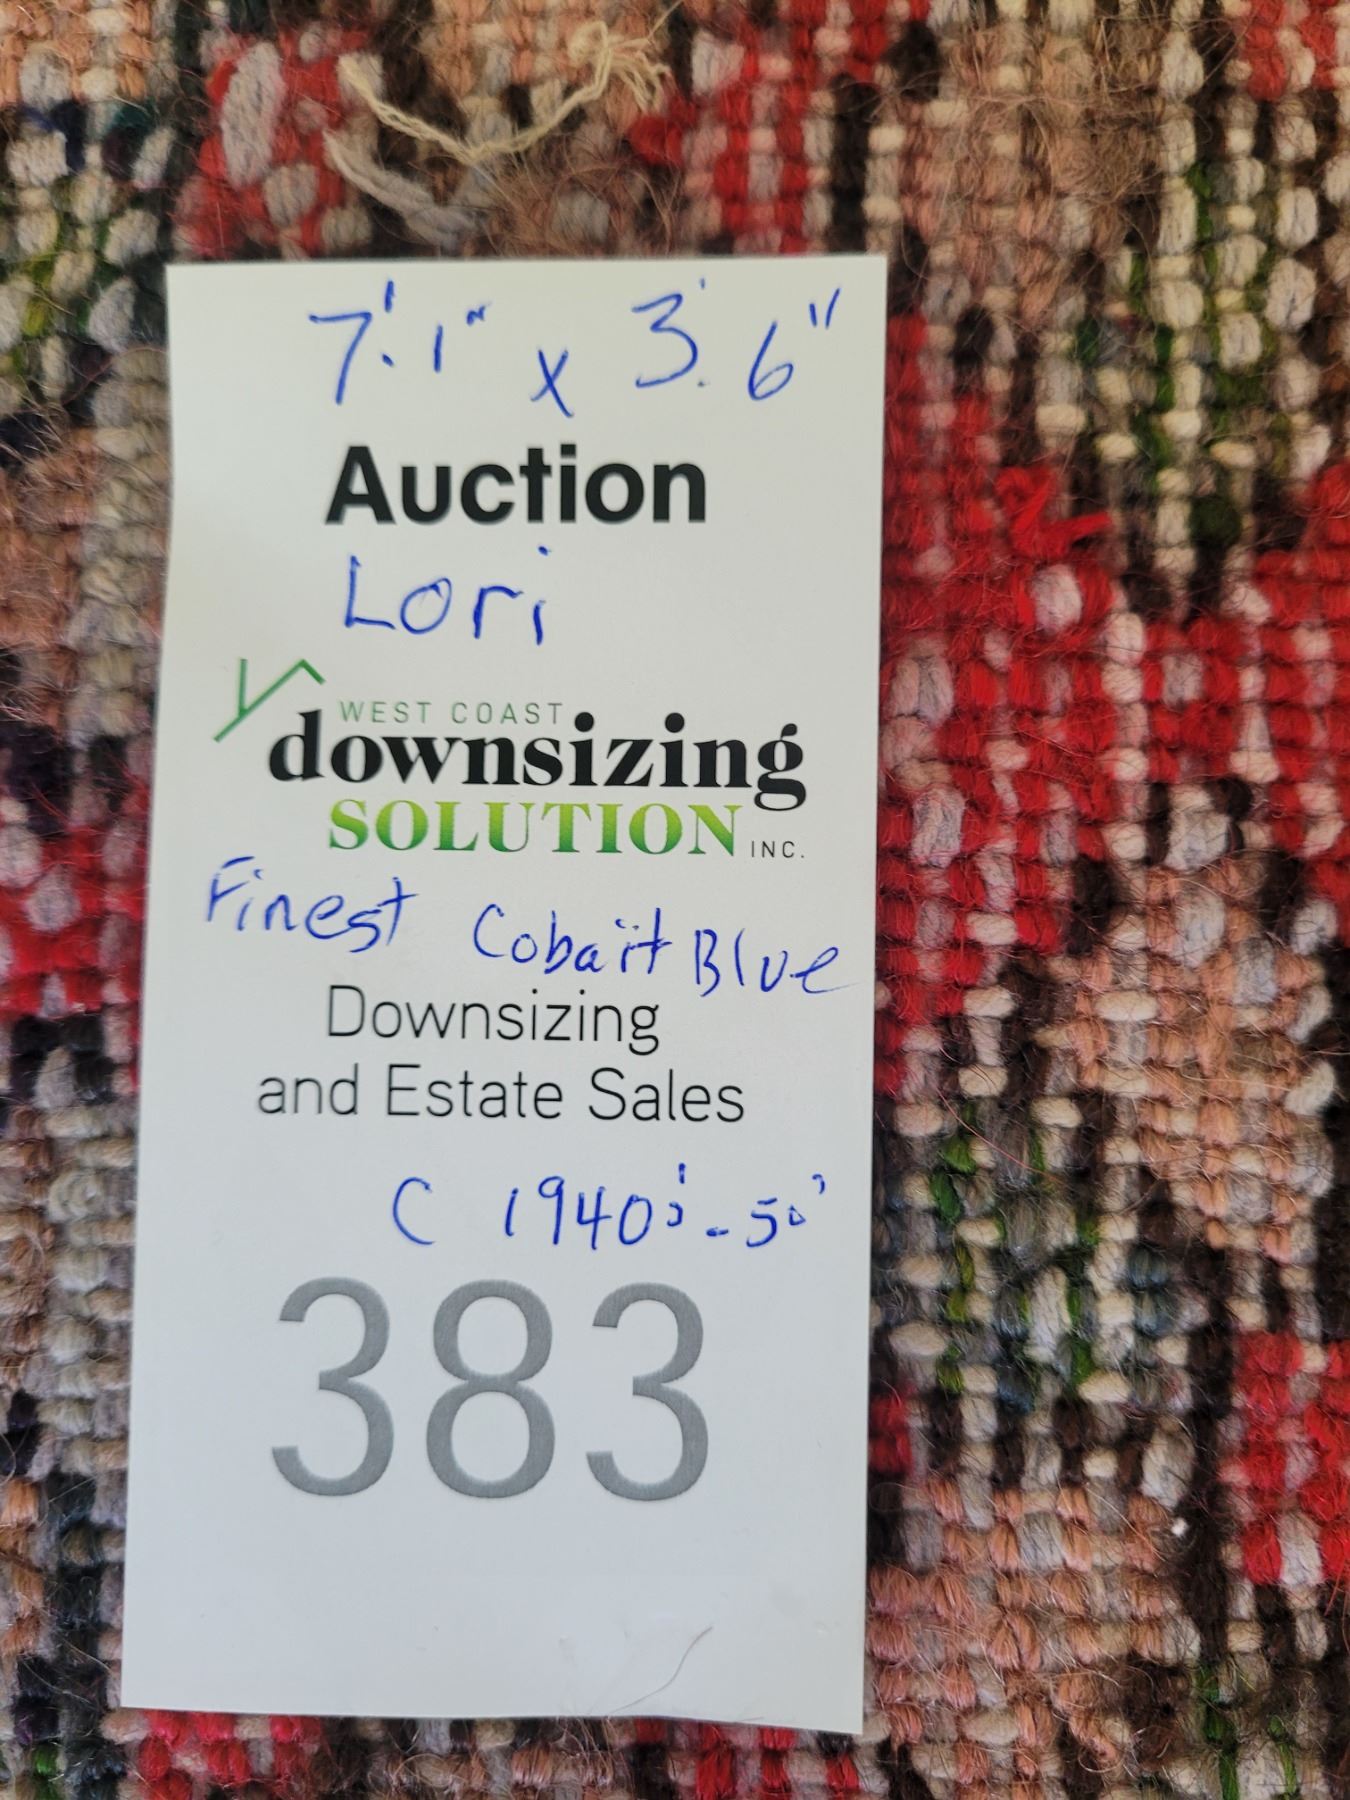 7'.1" x 3'. 6"
Auction
Lori
WEST COAST
downsizing
SOLUTION INC.
Finest Cobalt Blue
Downsizing
and Estate Sales
C 1940's - 50'
383